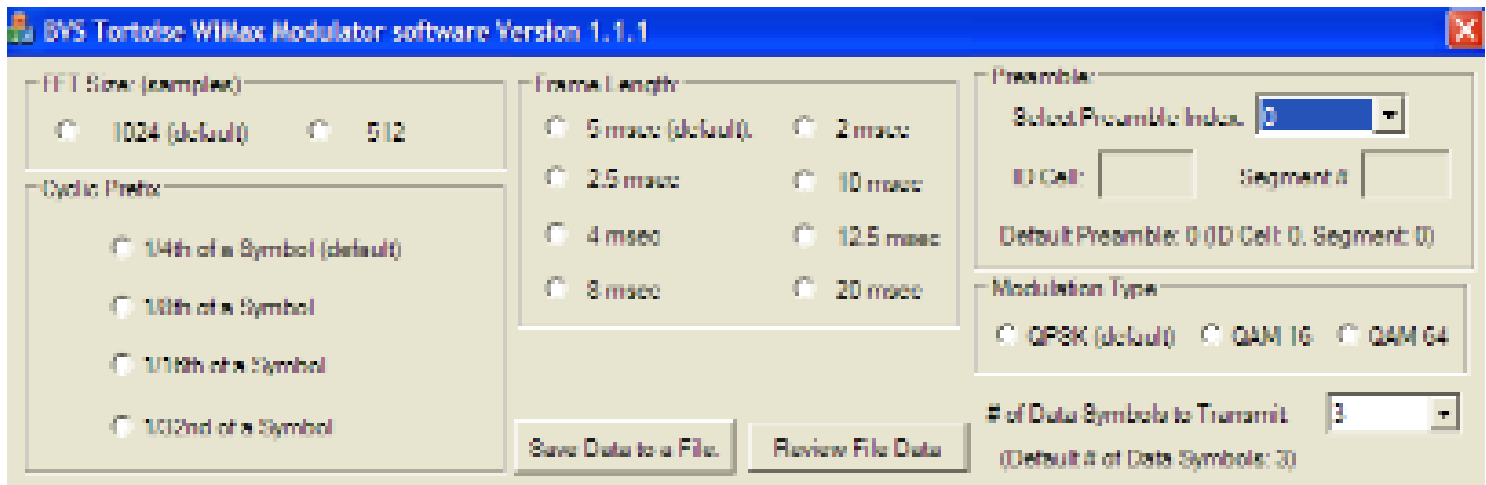 BVS Tortoise WiMax Modulator software Version 1.1.1
FFT Size: (samples)
1024 (default)
512
Cyclic Prefix
1/4th of a Symbol (default)
1/8th of a Symbol
1/16th of a Symbol
1/32nd of a Symbol
Frame Length:
5 msec (default).
2 msec
2.5 msec
10 msec
4 msec
12.5 msec
8 msec
20 msec
Save Data to a File.
Review File Data
Preamble:
Select Preamble Index: 0
ID Cell:
Segment #
Default Preamble: 0 (ID Cell: 0, Segment: 0)
Modulation Type
QPSK (default)
QAM 16
QAM 64
# of Data Symbols to Transmit: 3
(Default # of Data Symbols: 3)